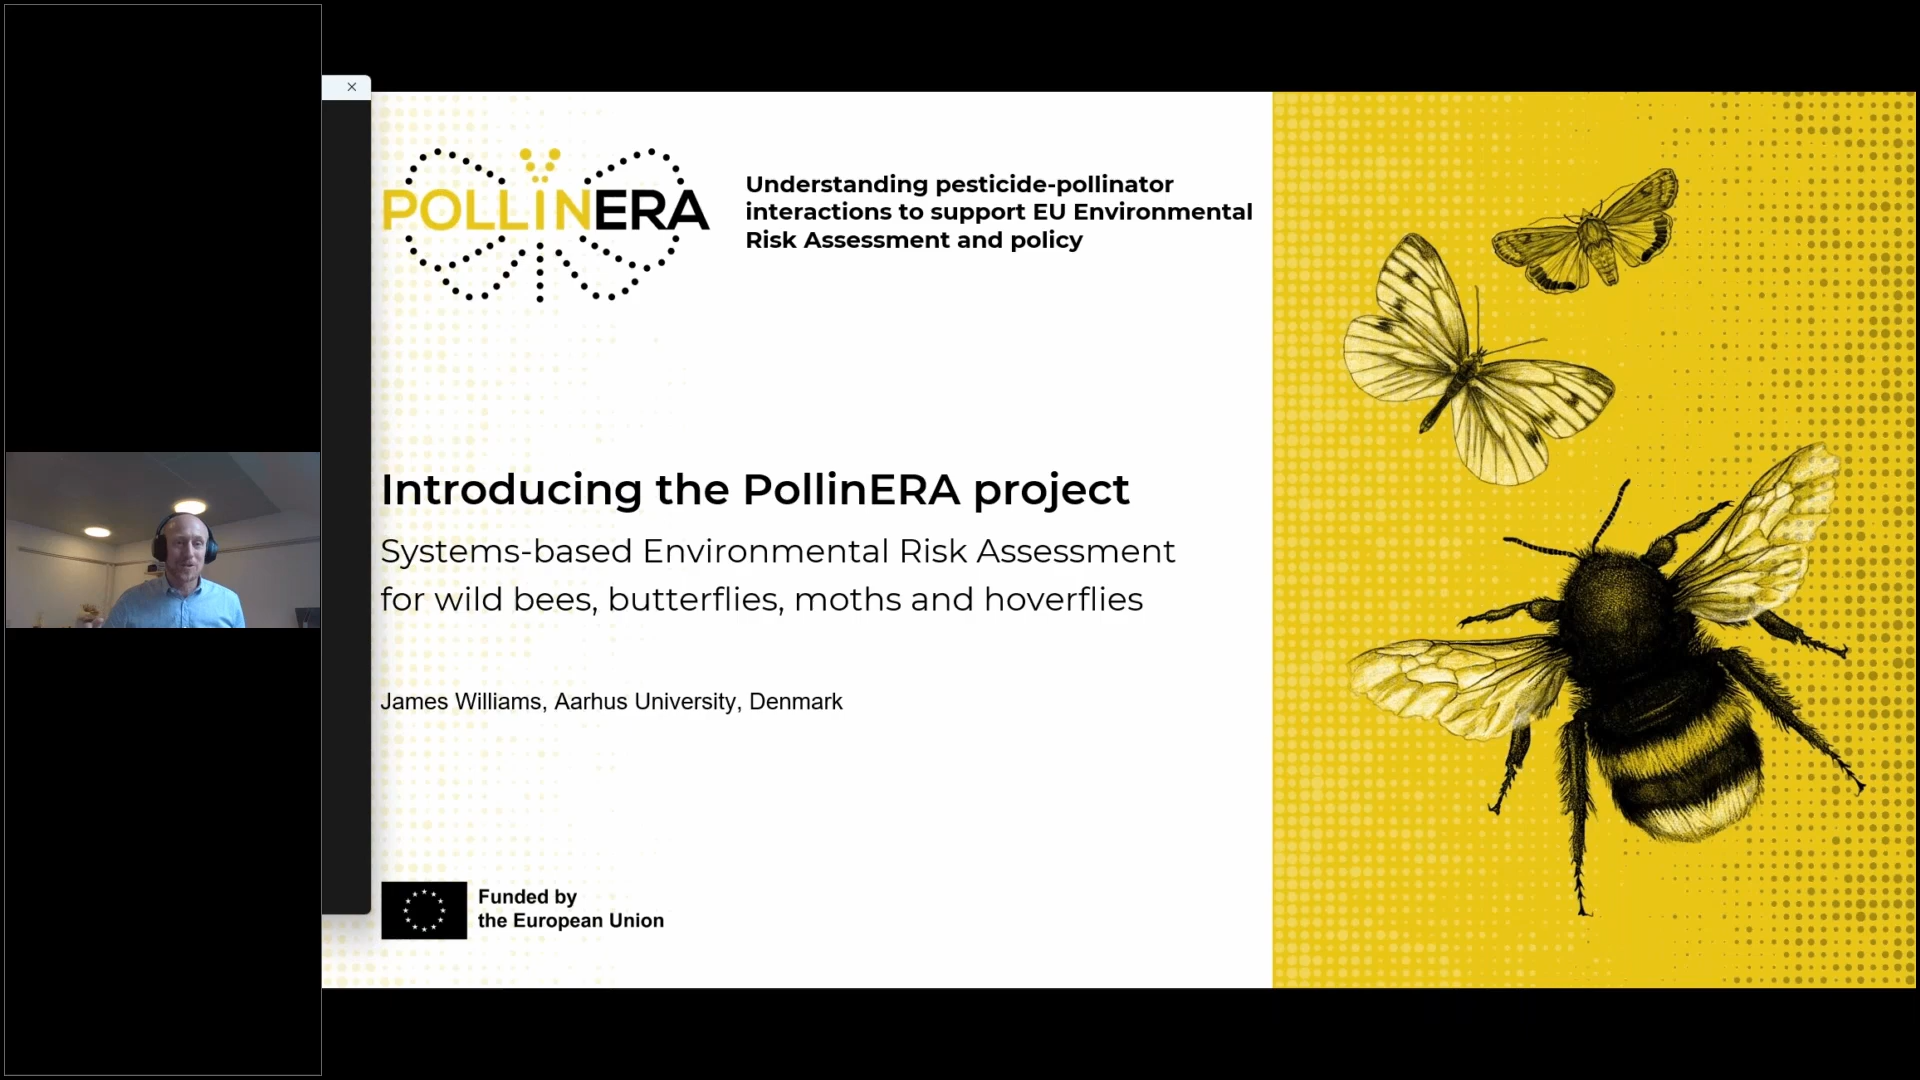 POLLINERA
Understanding pesticide-pollinator
interactions to support EU Environmental
Risk Assessment and policy
Introducing the PollinERA project
Systems-based Environmental Risk Assessment
for wild bees, butterflies, moths and hoverflies
James Williams, Aarhus University, Denmark
Funded by
the European Union